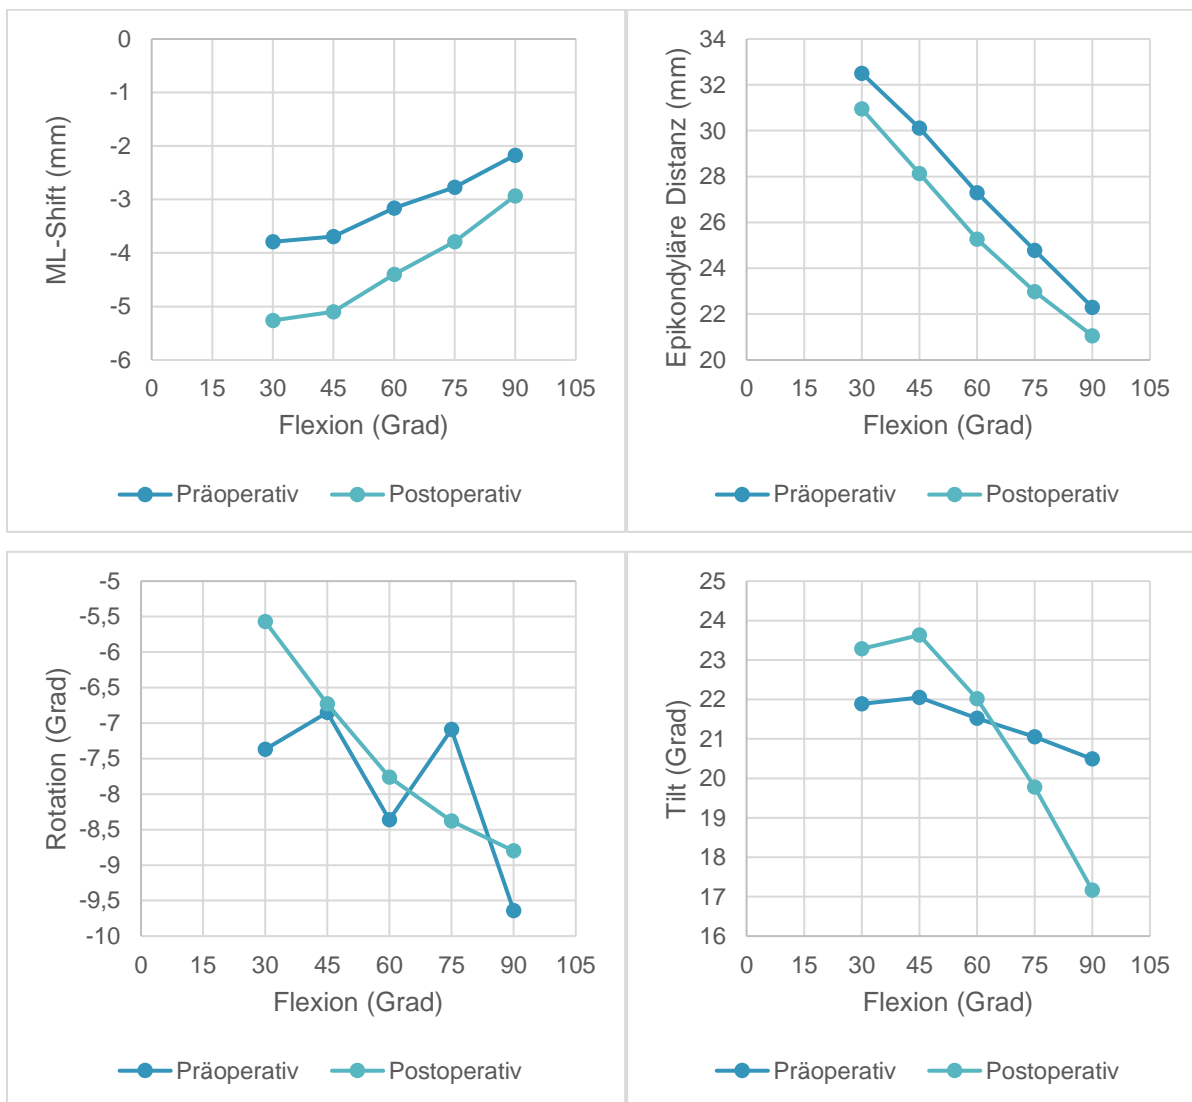 ML-Shift (mm)
0
-1
-2
-3
-4
-5
-6
0 15 30 45 60 75 90 105
Flexion (Grad)
Präoperativ Postoperativ
Epikondyläre Distanz (mm)
34
32
30
28
26
24
22
20
0 15 30 45 60 75 90 105
Flexion (Grad)
Präoperativ Postoperativ
Rotation (Grad)
-5
-5,5
-6
-6,5
-7
-7,5
-8
-8,5
-9
-9,5
-10
0 15 30 45 60 75 90 105
Flexion (Grad)
Präoperativ Postoperativ
Tilt (Grad)
25
24
23
22
21
20
19
18
17
16
0 15 30 45 60 75 90 105
Flexion (Grad)
Präoperativ Postoperativ